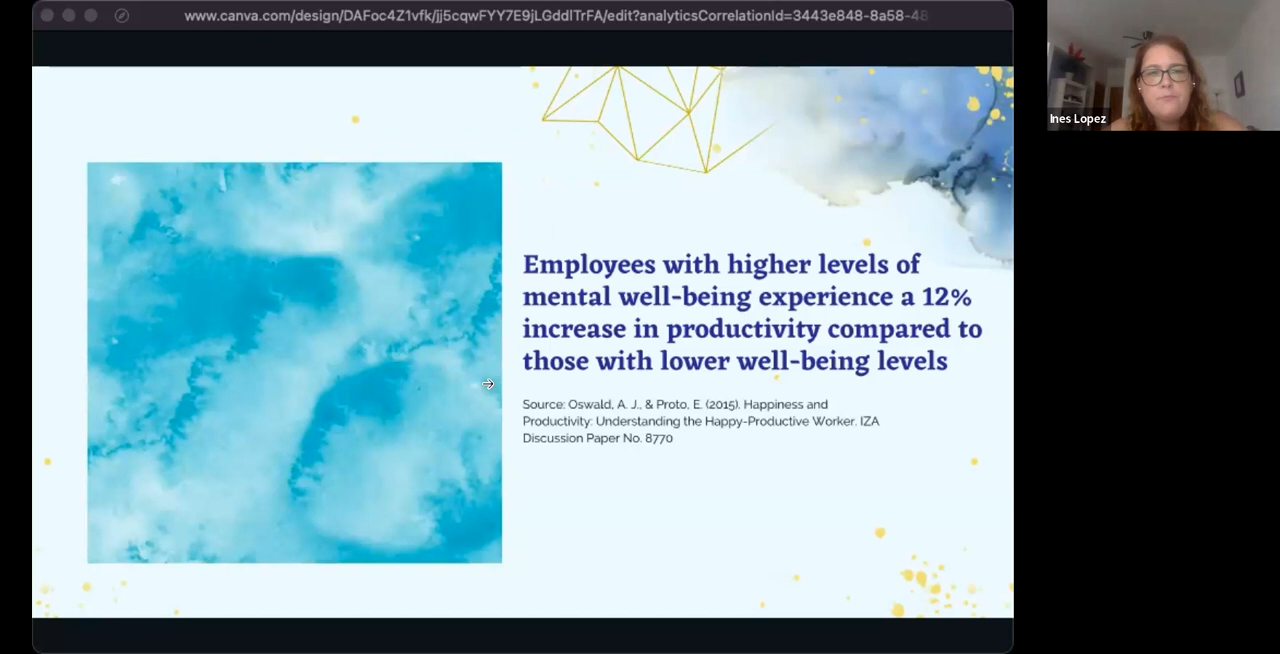 www.canva.com/design/DAFoc4Z1vfk/jj5cqwFYY7E9jLGddlTrFA/edit?analyticsCorrelationId=3443e848-8a58-48
Ines Lopez
Employees with higher levels of
mental well-being experience a 12%
increase in productivity compared to
those with lower well-being levels
Source: Oswald, A. J., & Proto, E. (2015). Happiness and
Productivity: Understanding the Happy-Productive Worker. IZA
Discussion Paper No. 8770